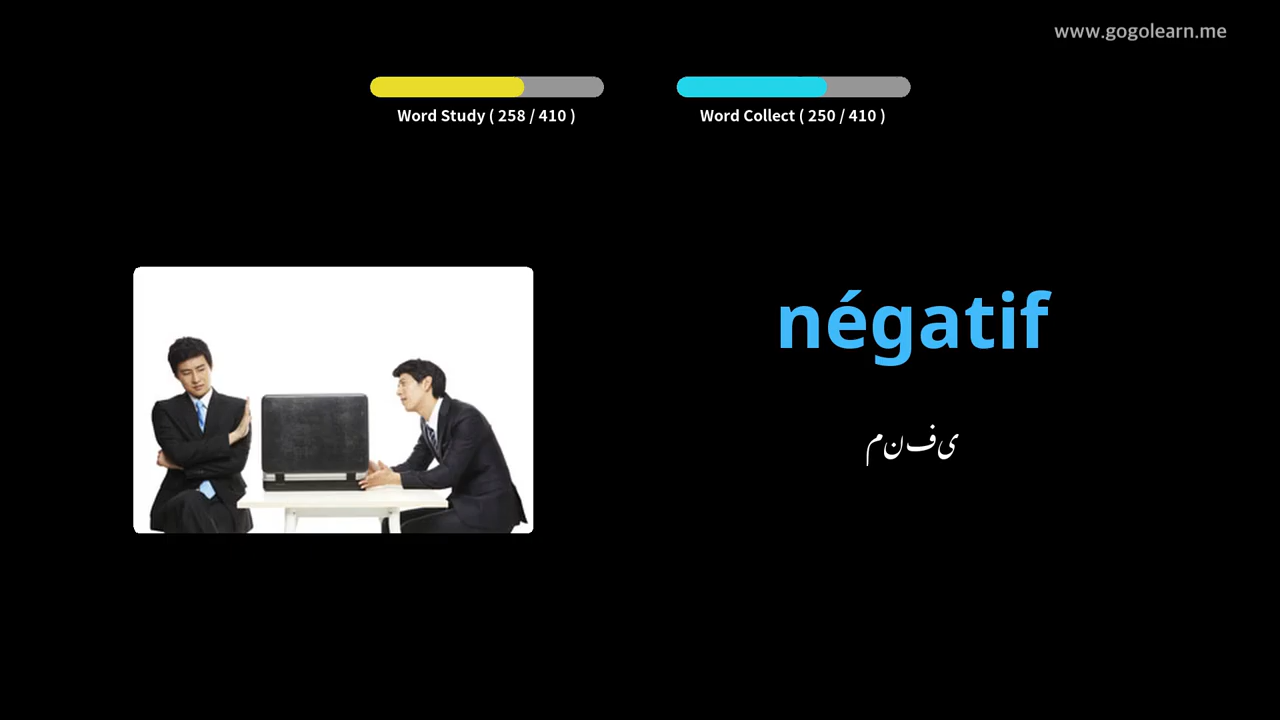 www.gogolearn.me
Word Study ( 258 / 410 )
Word Collect ( 250 / 410 )
négatif
منفی